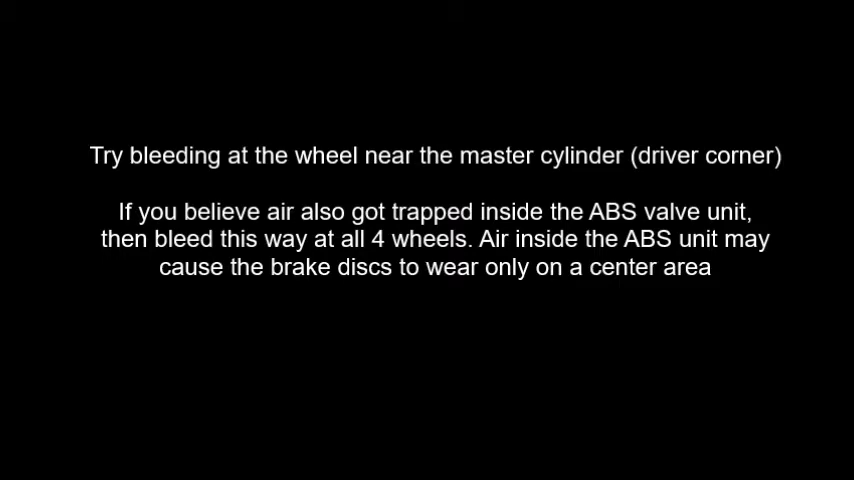 Try bleeding at the wheel near the master cylinder (driver corner)
If you believe air also got trapped inside the ABS valve unit,
then bleed this way at all 4 wheels. Air inside the ABS unit may
cause the brake discs to wear only on a center area